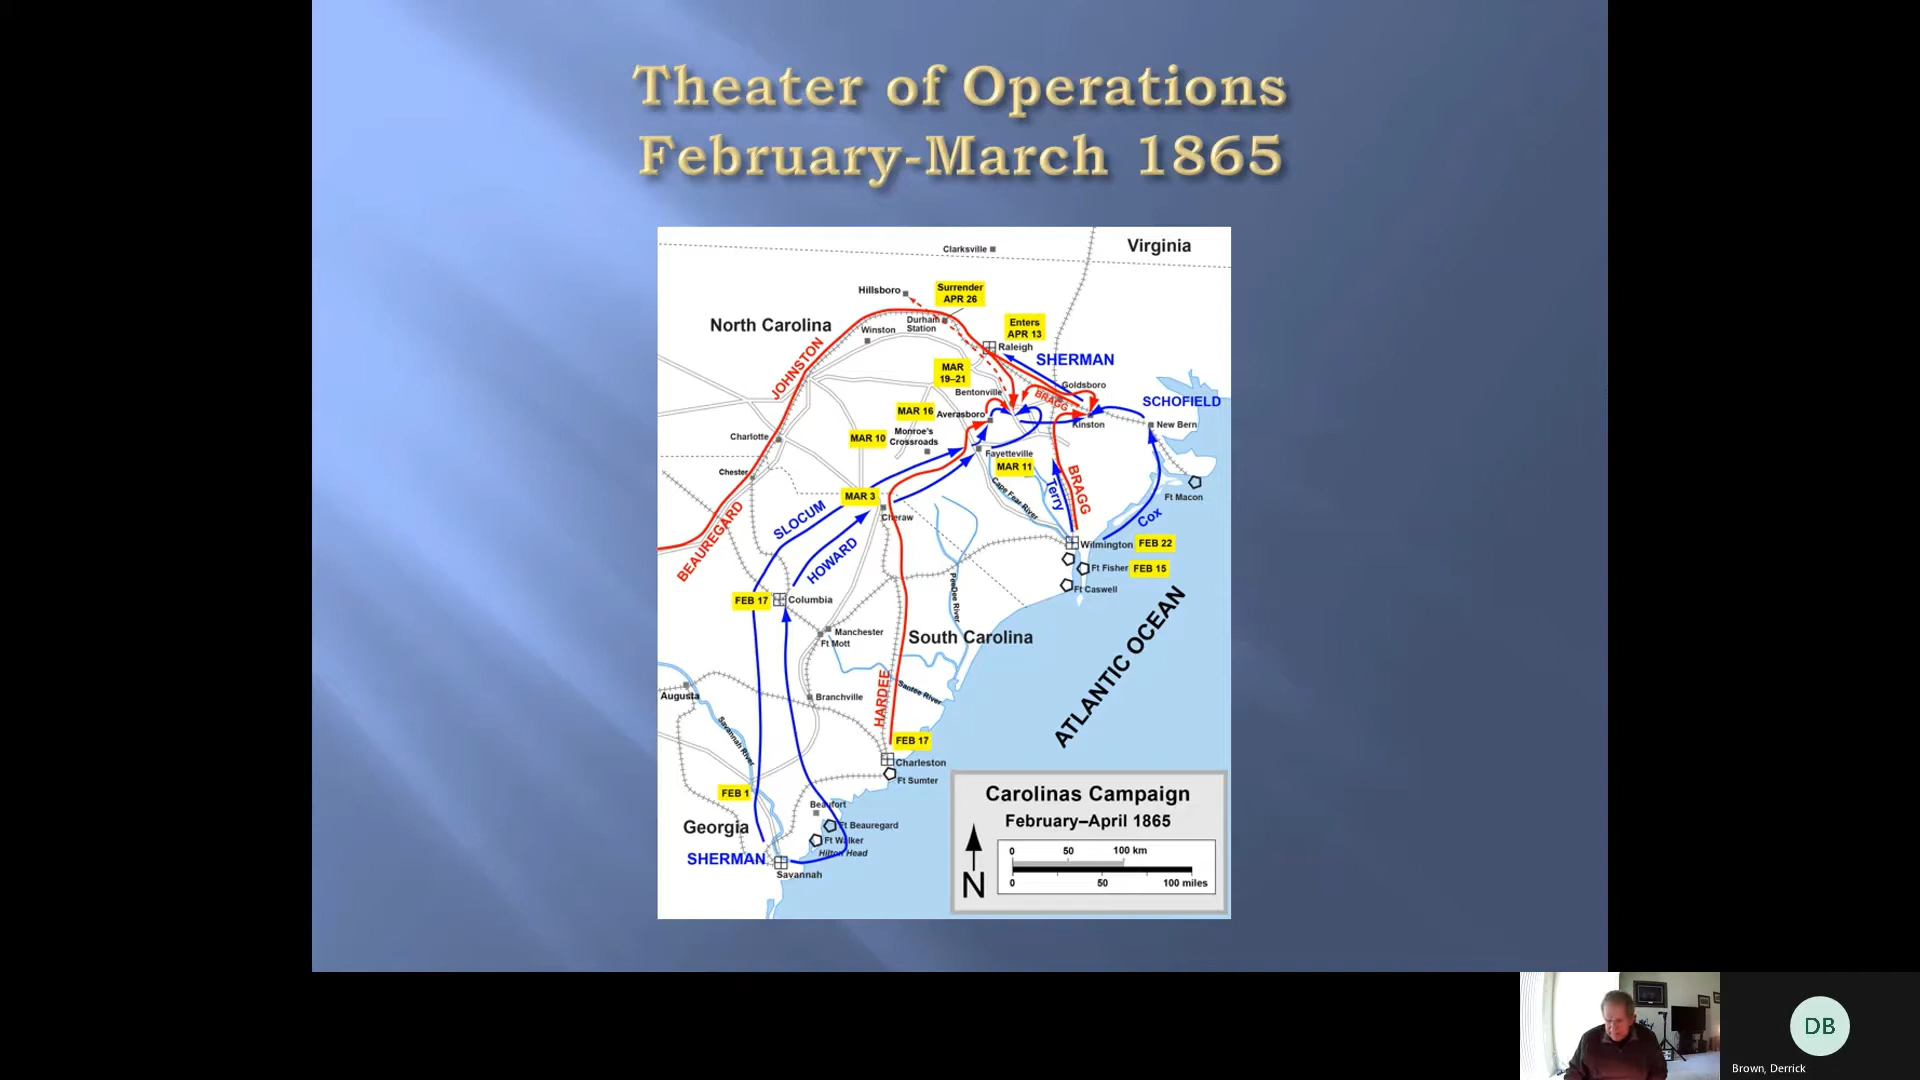 Theater of Operations
February-March 1865
Clarksville
Virginia
Hillsboro
Surrender
APR 26
North Carolina
Winston
Durham
Station
Enters
APR 13
Raleigh
JOHNSTON
SHERMAN
MAR
19–21
Bentonville
Goldsboro
BRAGG
SCHOFIELD
MAR 16
Averasboro
Kinston
New Bern
Charlotte
MAR 10
Monroe's
Crossroads
Fayetteville
MAR 11
Chester
Cape Fear River
Terry
BRAGG
Ft Macon
MAR 3
Cheraw
SLOCUM
Cox
BEAUREGARD
HOWARD
Wilmington
FEB 22
Ft Fisher
FEB 15
Ft Caswell
FEB 17
Columbia
PeeDee River
Manchester
Ft Mott
South Carolina
ATLANTIC OCEAN
HARDEE
Santee River
Augusta
Branchville
Savannah River
FEB 17
Charleston
Ft Sumter
FEB 1
Beaufort
Georgia
Ft Beauregard
Ft Walker
Hilton Head
SHERMAN
Savannah
Carolinas Campaign
February–April 1865
N
0 50 100 km
0 50 100 miles
DB
Brown, Derrick